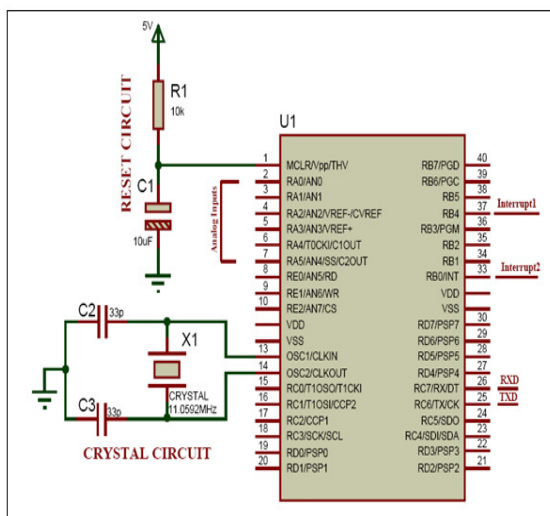 5V
R1
10k
RESET CIRCUIT
C1
10uF
Analog Inputs
U1
1 MCLR/Vpp/THV RB7/PGD 40
2 RA0/AN0 RB6/PGC 39
3 RA1/AN1 RB5 38
4 RA2/AN2/VREF-/CVREF RB4 37 Interrupt1
5 RA3/AN3/VREF+ RB3/PGM 36
6 RA4/T0CKI/C1OUT RB2 35
7 RA5/AN4/SS/C2OUT RB1 34
8 RE0/AN5/RD RB0/INT 33 Interrupt2
9 RE1/AN6/WR VDD
10 RE2/AN7/CS VSS
VDD RD7/PSP7 30
VSS RD6/PSP6 29
13 OSC1/CLKIN RD5/PSP5 28
14 OSC2/CLKOUT RD4/PSP4 27
15 RC0/T1OSO/T1CKI RC7/RX/DT 26 RXD
16 RC1/T1OSI/CCP2 RC6/TX/CK 25 TXD
17 RC2/CCP1 RC5/SDO 24
18 RC3/SCK/SCL RC4/SDI/SDA 23
19 RD0/PSP0 RD3/PSP3 22
20 RD1/PSP1 RD2/PSP2 21
C2
33p
X1
CRYSTAL
11.0592MHz
C3
33p
CRYSTAL CIRCUIT